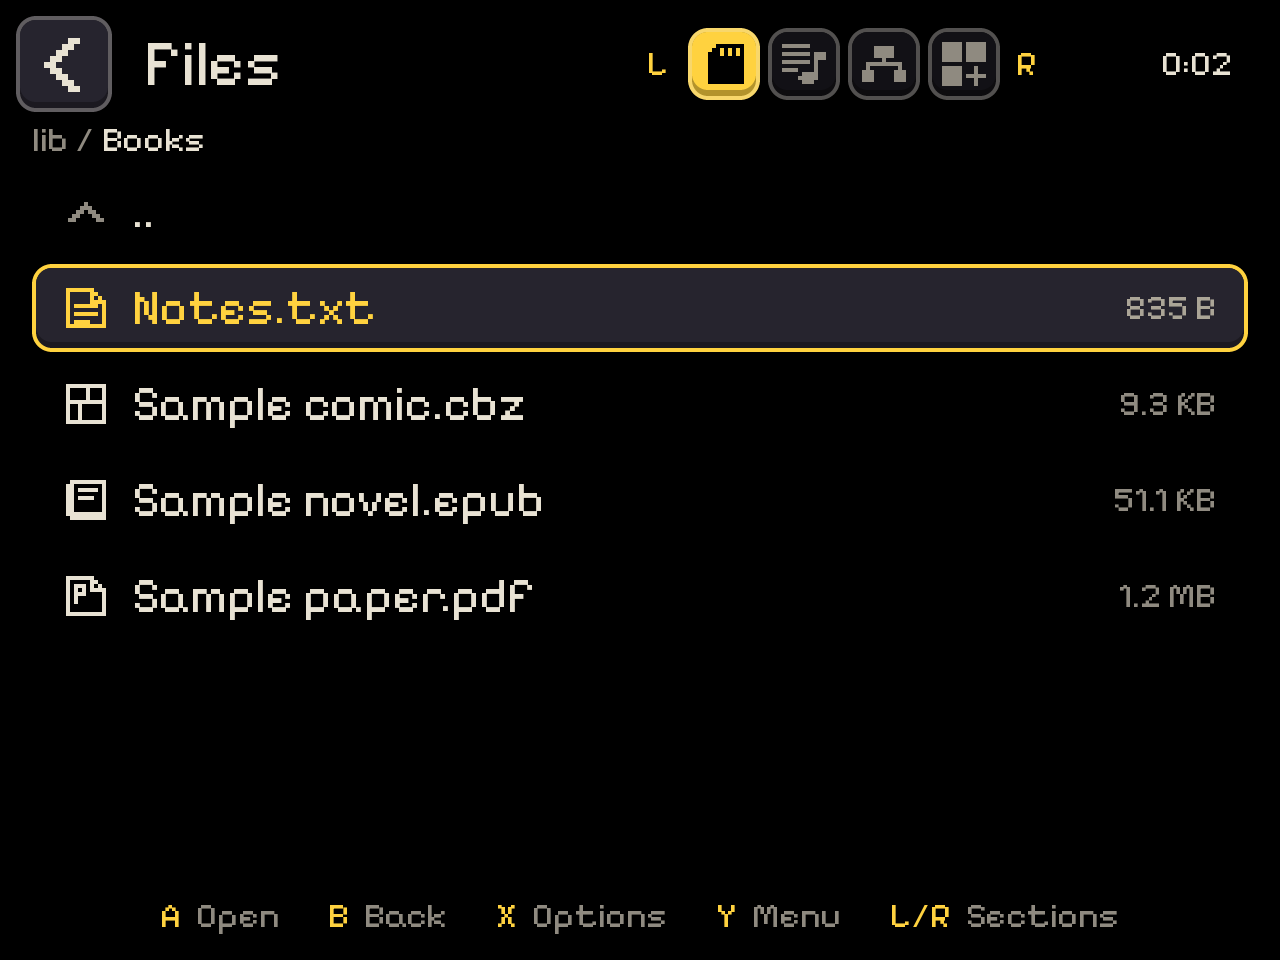 Files
L
R
0:02
lib / Books
..
Notes.txt 835 B
Sample comic.cbz 9.3 KB
Sample novel.epub 51.1 KB
Sample paper.pdf 1.2 MB
A Open B Back X Options Y Menu L/R Sections